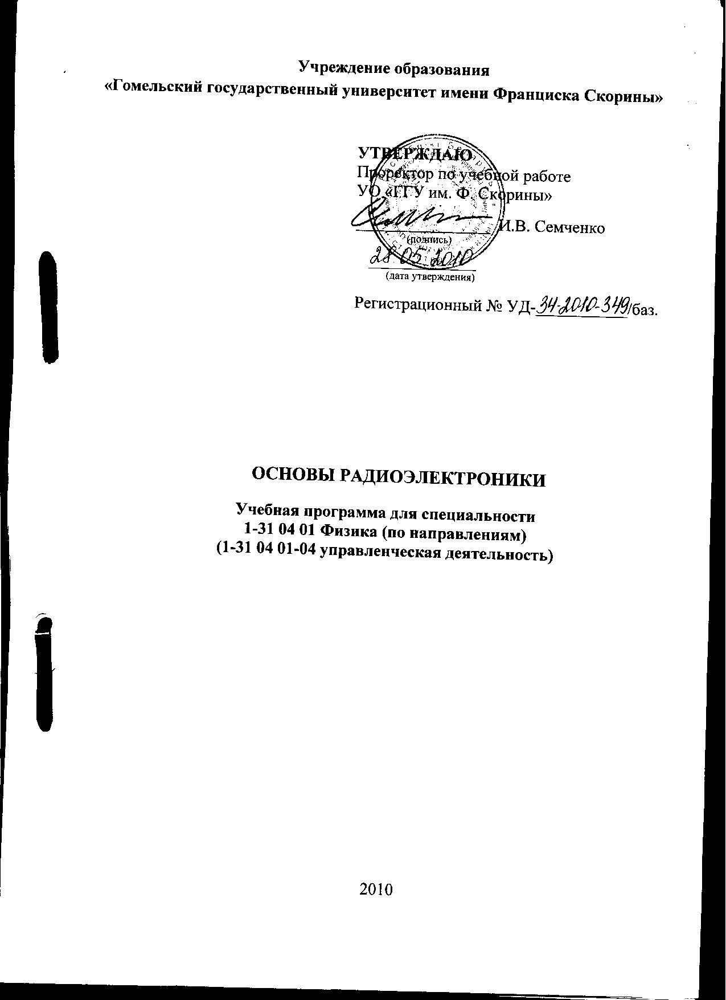 Учреждение образования
«Гомельский государственный университет имени Франциска Скорины»
УТВЕРЖДАЮ
Проректор по учебной работе
УО «ГГУ им. Ф. Скорины»
И.В. Семченко
(подпись)
28.05.2010
(дата утверждения)
Регистрационный № УД-34-2010-349/баз.
ОСНОВЫ РАДИОЭЛЕКТРОНИКИ
Учебная программа для специальности
1-31 04 01 Физика (по направлениям)
(1-31 04 01-04 управленческая деятельность)
2010